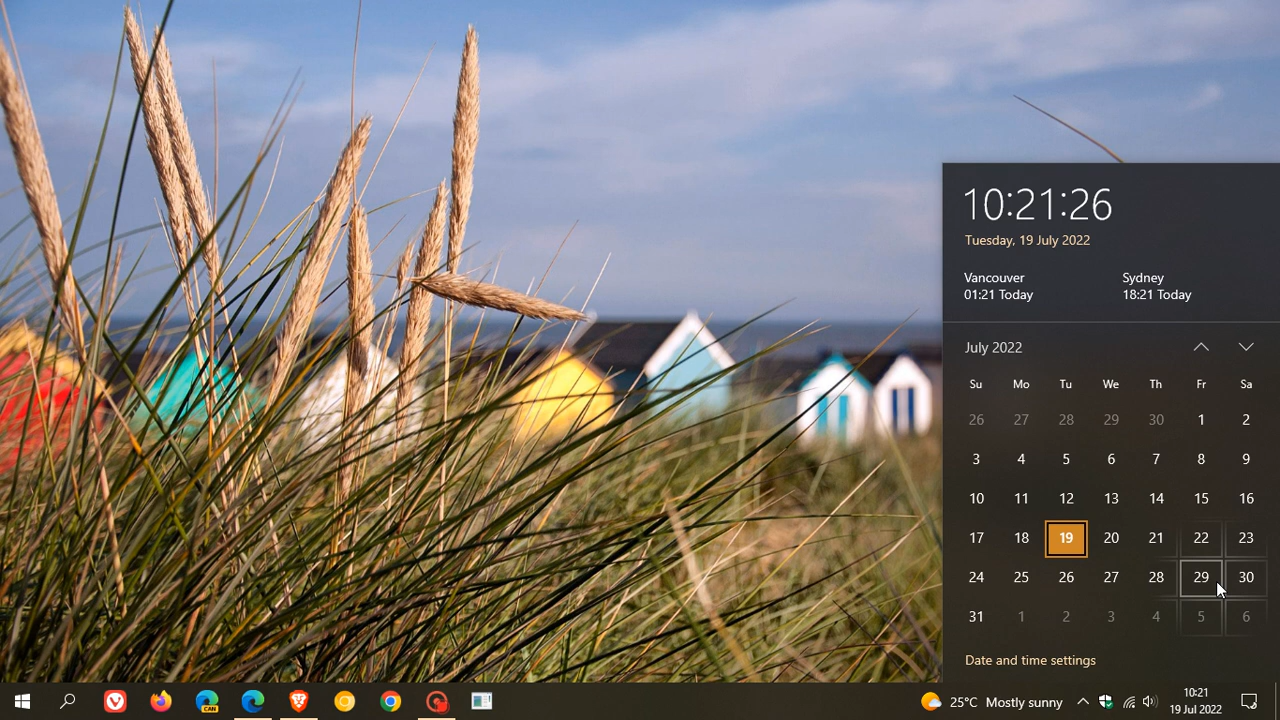 10:21:26
Tuesday, 19 July 2022
Vancouver Sydney
01:21 Today 18:21 Today
July 2022
Su Mo Tu We Th Fr Sa
26 27 28 29 30 1 2
3 4 5 6 7 8 9
10 11 12 13 14 15 16
17 18 19 20 21 22 23
24 25 26 27 28 29 30
31 1 2 3 4 5 6
Date and time settings
CAN
25°C Mostly sunny
10:21
19 Jul 2022